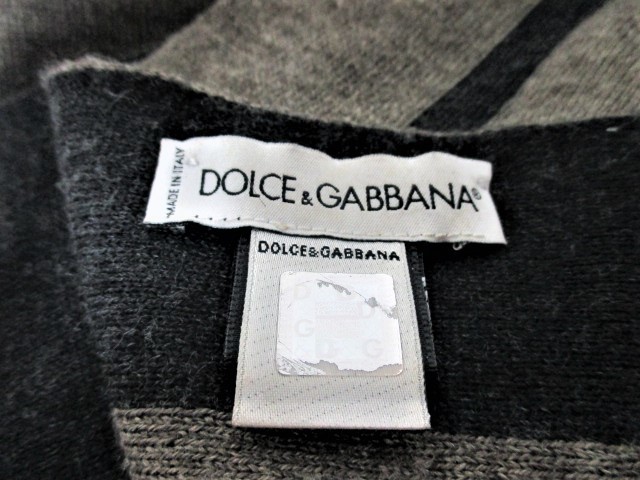 MADE IN ITALY
DOLCE & GABBANA®
DOLCE&GABBANA
D D
G
D G